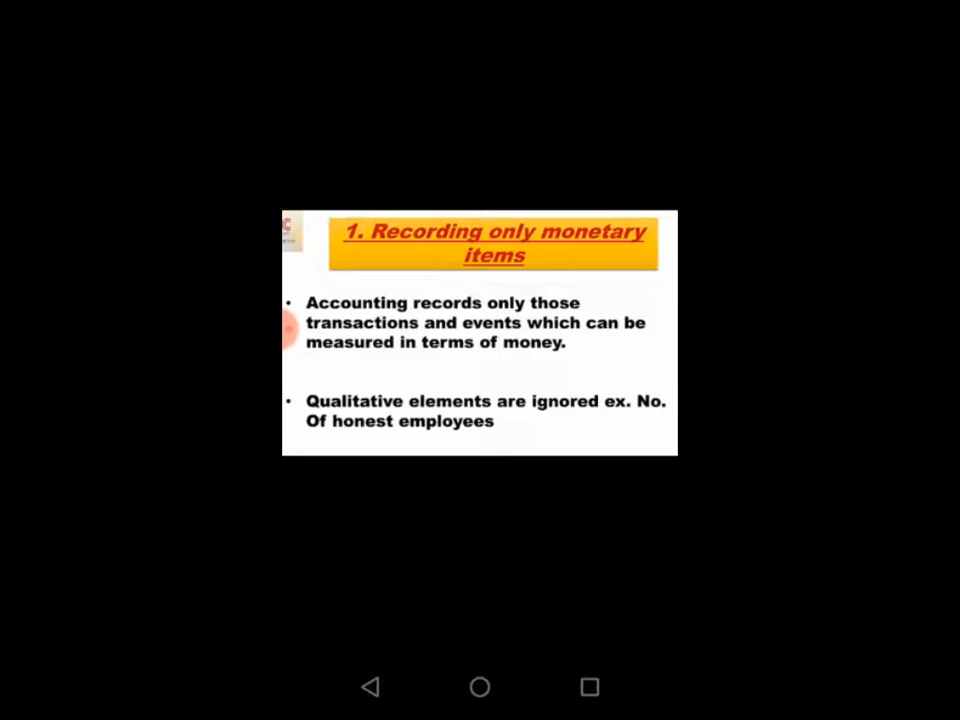 1. Recording only monetary
items
• Accounting records only those
transactions and events which can be
measured in terms of money.
• Qualitative elements are ignored ex. No.
Of honest employees